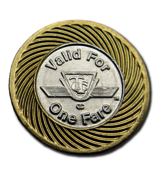 Valid For
TTC
One Fare